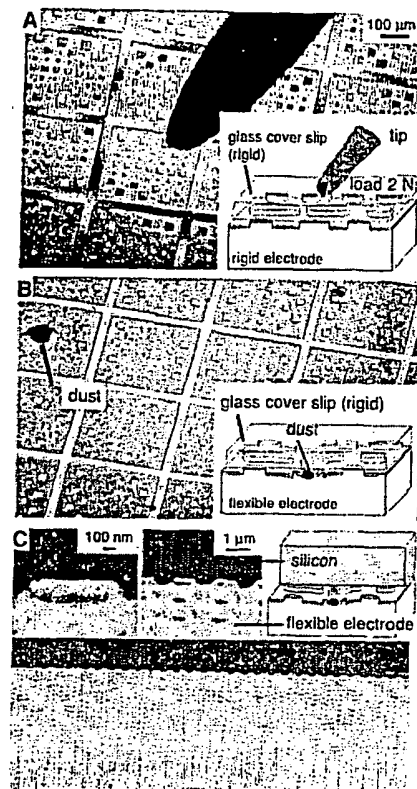 A
100 µm
glass cover slip
(rigid)
tip
load 2 N
rigid electrode
B
dust
glass cover slip (rigid)
dust
flexible electrode
C
100 nm
1 µm
silicon
flexible electrode